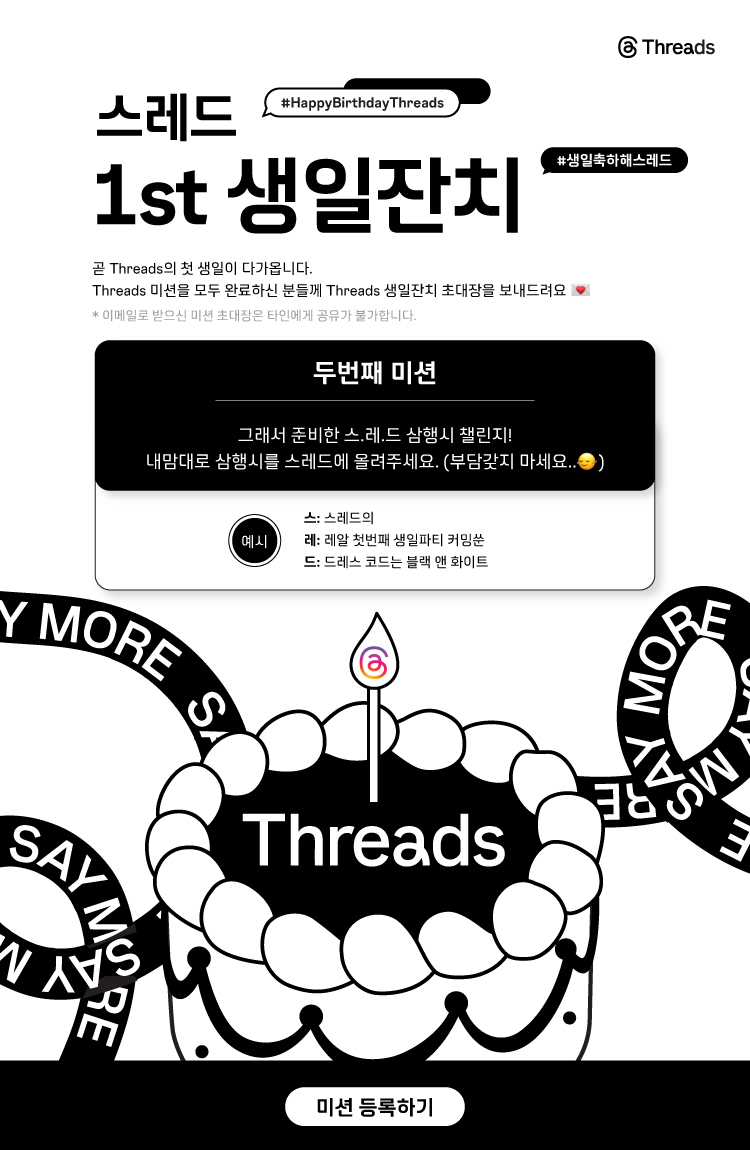 Threads
#HappyBirthdayThreads
스레드
#생일축하해스레드
1st 생일잔치
곧 Threads의 첫 생일이 다가옵니다.
Threads 미션을 모두 완료하신 분들께 Threads 생일잔치 초대장을 보내드려요 💌
* 이메일로 받으신 미션 초대장은 타인에게 공유가 불가합니다.
두번째 미션
그래서 준비한 스.레.드 삼행시 챌린지!
내맘대로 삼행시를 스레드에 올려주세요. (부담갖지 마세요..😌)
예시
스: 스레드의
레: 레알 첫번째 생일파티 커밍쑨
드: 드레스 코드는 블랙 앤 화이트
Y MORE SA
SAY MORE
SAY M
RE
E
Threads
SAY M
SAY M
RE
미션 등록하기